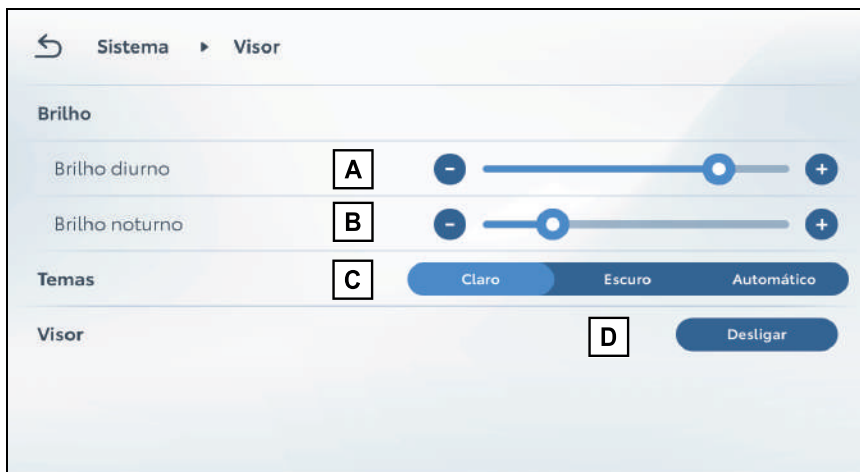 Sistema ▸ Visor
Brilho
Brilho diurno A - +
Brilho noturno B - +
Temas C Claro Escuro Automático
Visor D Desligar